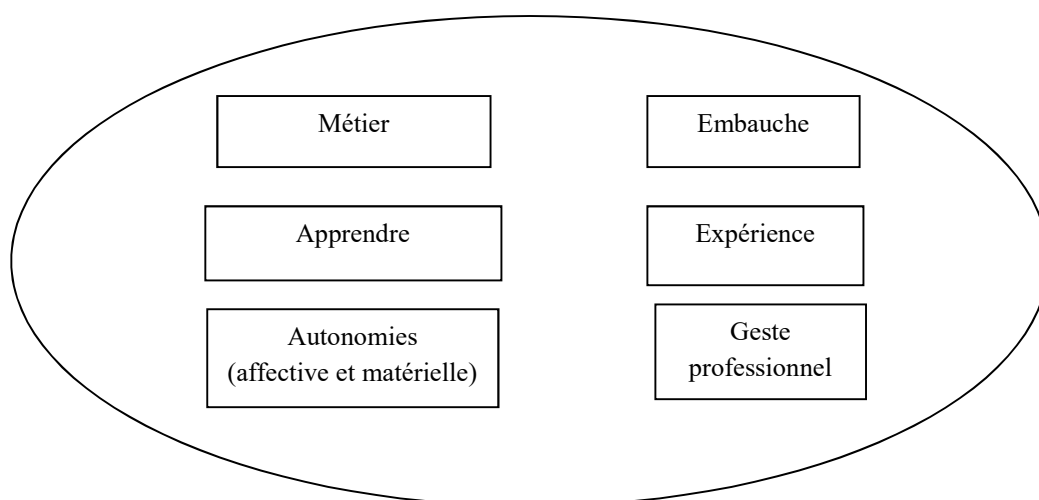 Métier
Embauche
Apprendre
Expérience
Autonomies
(affective et matérielle)
Geste
professionnel